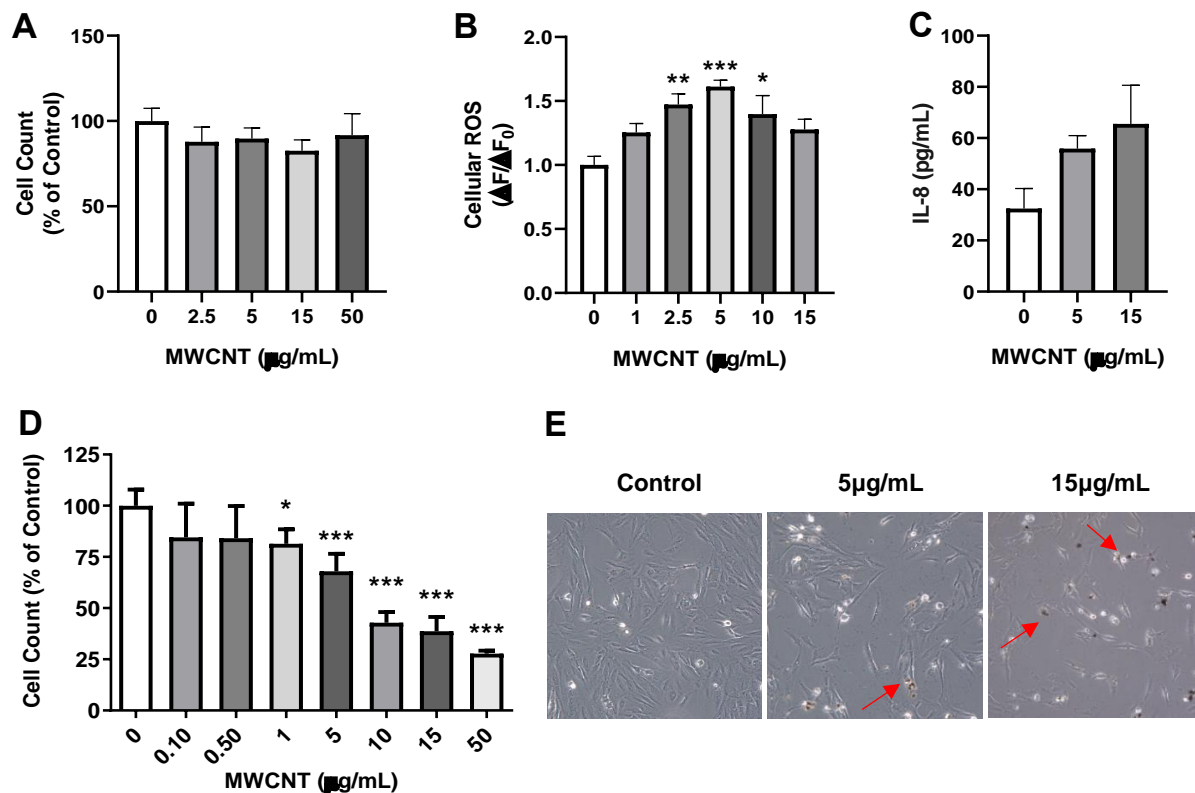 A
150
100
50
0
Cell Count
(% of Control)
0 2.5 5 15 50
MWCNT (µg/mL)
B
2.0
1.5
1.0
0.5
0.0
Cellular ROS
(▲F/▲F0)
** *** *
0 1 2.5 5 10 15
MWCNT (µg/mL)
C
100
80
60
40
20
0
IL-8 (pg/mL)
0 5 15
MWCNT (µg/mL)
D
125
100
75
50
25
0
Cell Count (% of Control)
* *** *** *** ***
0 0.10 0.50 1 5 10 15 50
MWCNT (µg/mL)
E
Control 5µg/mL 15µg/mL